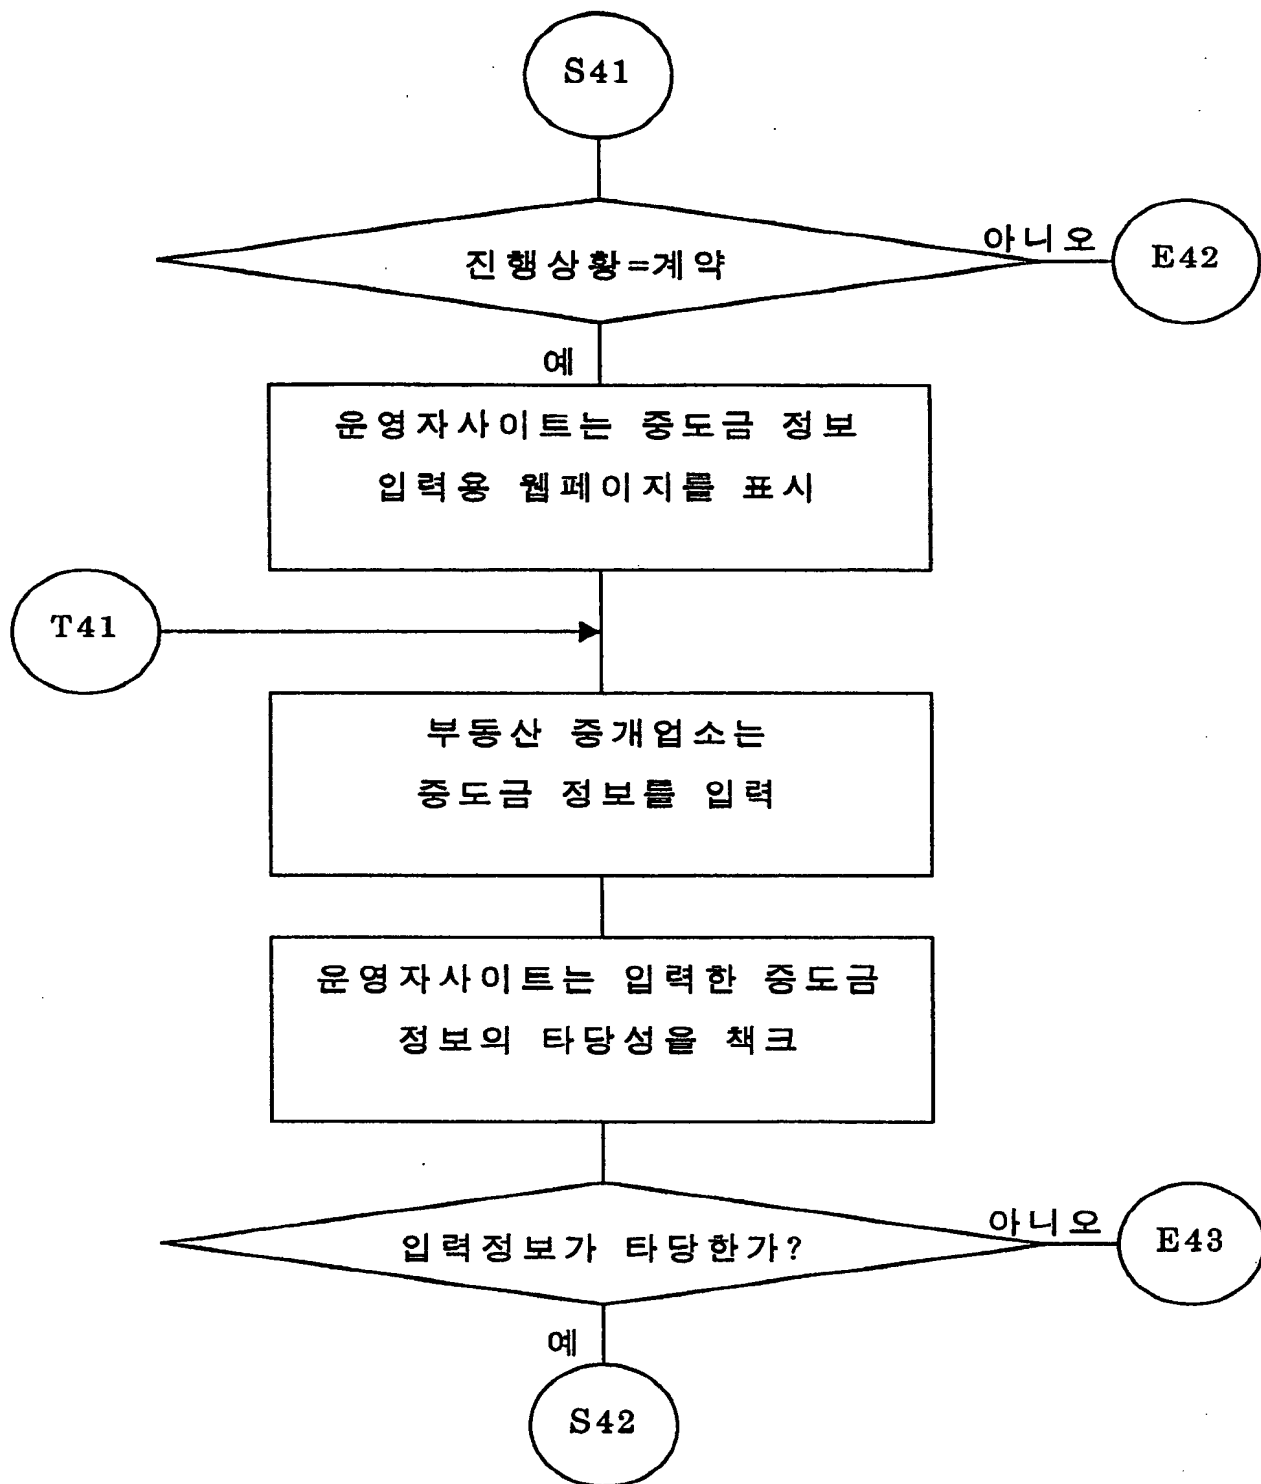 S41
진행상황=계약
아니오
E42
예
운영자사이트는 중도금 정보
입력용 웹페이지를 표시
T41
부동산 중개업소는
중도금 정보를 입력
운영자사이트는 입력한 중도금
정보의 타당성을 책크
입력정보가 타당한가?
아니오
E43
예
S42